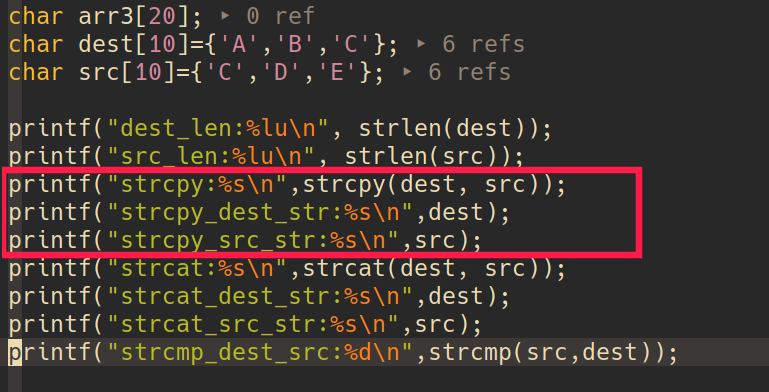 char arr3[20]; ▸ 0 ref
char dest[10]={'A','B','C'}; ▸ 6 refs
char src[10]={'C','D','E'}; ▸ 6 refs
printf("dest_len:%lu\n", strlen(dest));
printf("src_len:%lu\n", strlen(src));
printf("strcpy:%s\n",strcpy(dest, src));
printf("strcpy_dest_str:%s\n",dest);
printf("strcpy_src_str:%s\n",src);
printf("strcat:%s\n",strcat(dest, src));
printf("strcat_dest_str:%s\n",dest);
printf("strcat_src_str:%s\n",src);
printf("strcmp_dest_src:%d\n",strcmp(src,dest));